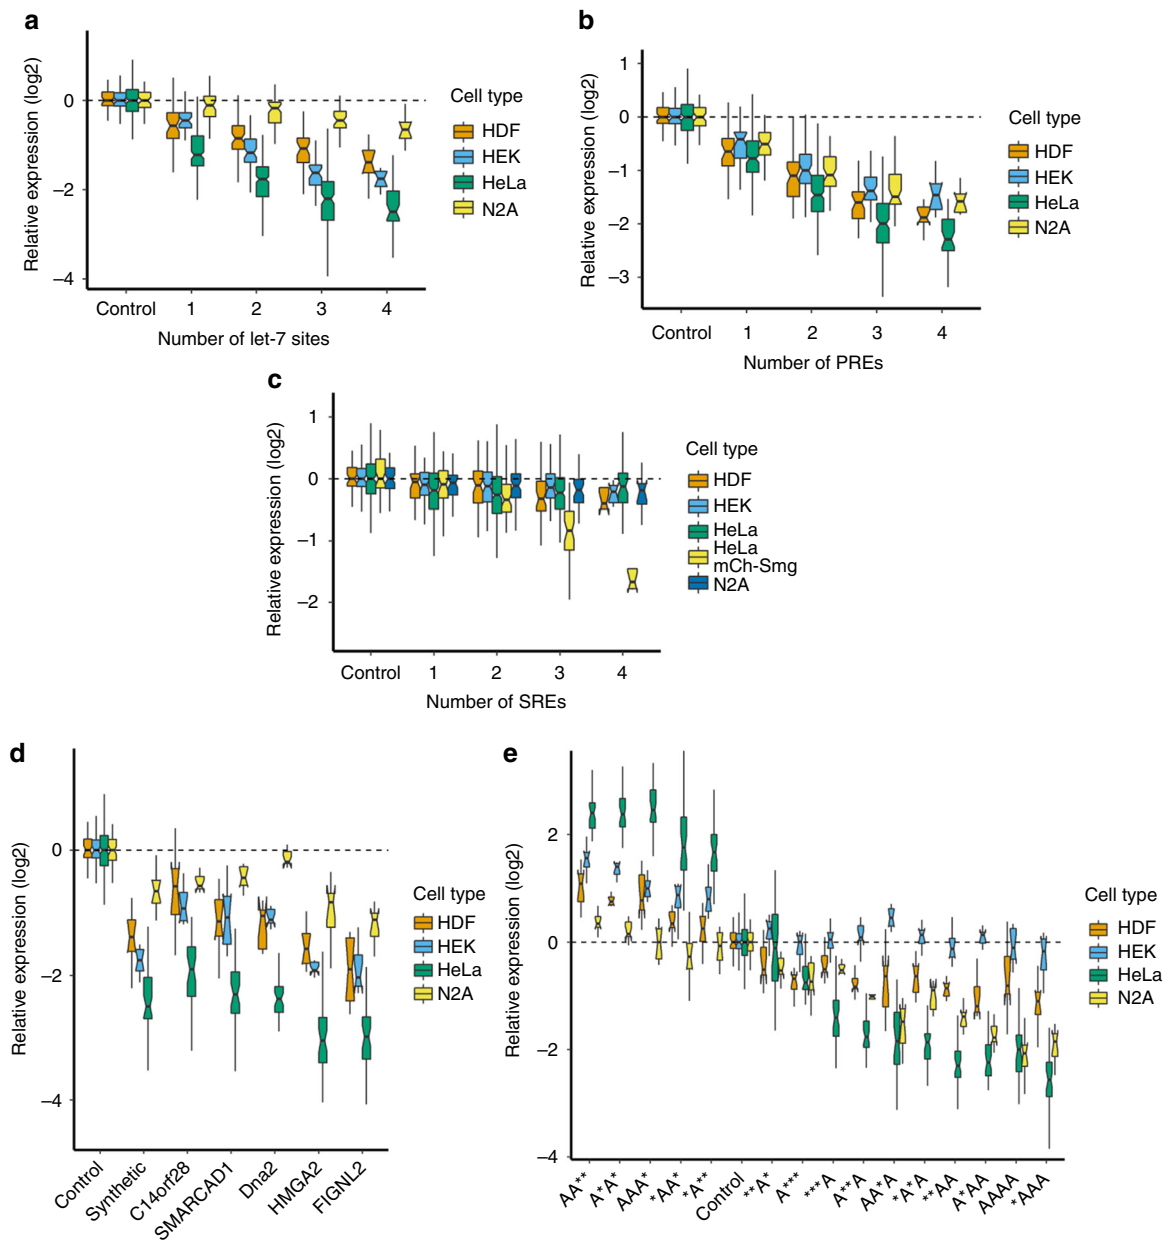 a
Relative expression (log2)
0
–2
–4
Control 1 2 3 4
Number of let-7 sites
Cell type
HDF
HEK
HeLa
N2A
b
Relative expression (log2)
1
0
–1
–2
–3
Control 1 2 3 4
Number of PREs
Cell type
HDF
HEK
HeLa
N2A
c
Relative expression (log2)
1
0
–1
–2
Control 1 2 3 4
Number of SREs
Cell type
HDF
HEK
HeLa
HeLa
mCh-Smg
N2A
d
Relative expression (log2)
0
–2
–4
Control
Synthetic
C14orf28
SMARCAD1
Dna2
HMGA2
FIGNL2
Cell type
HDF
HEK
HeLa
N2A
e
Relative expression (log2)
2
0
–2
–4
AA**
A*A*
AAA*
*AA*
*A**
Control
**A*
A***
***A
A**A
AA*A
*A*A
**AA
A*AA
AAAA
*AAA
Cell type
HDF
HEK
HeLa
N2A